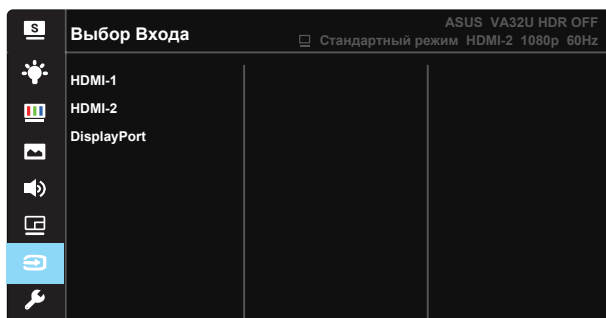 S
Выбор Входа
ASUS VA32U HDR OFF
Стандартный режим HDMI-2 1080p 60Hz
HDMI-1
HDMI-2
DisplayPort